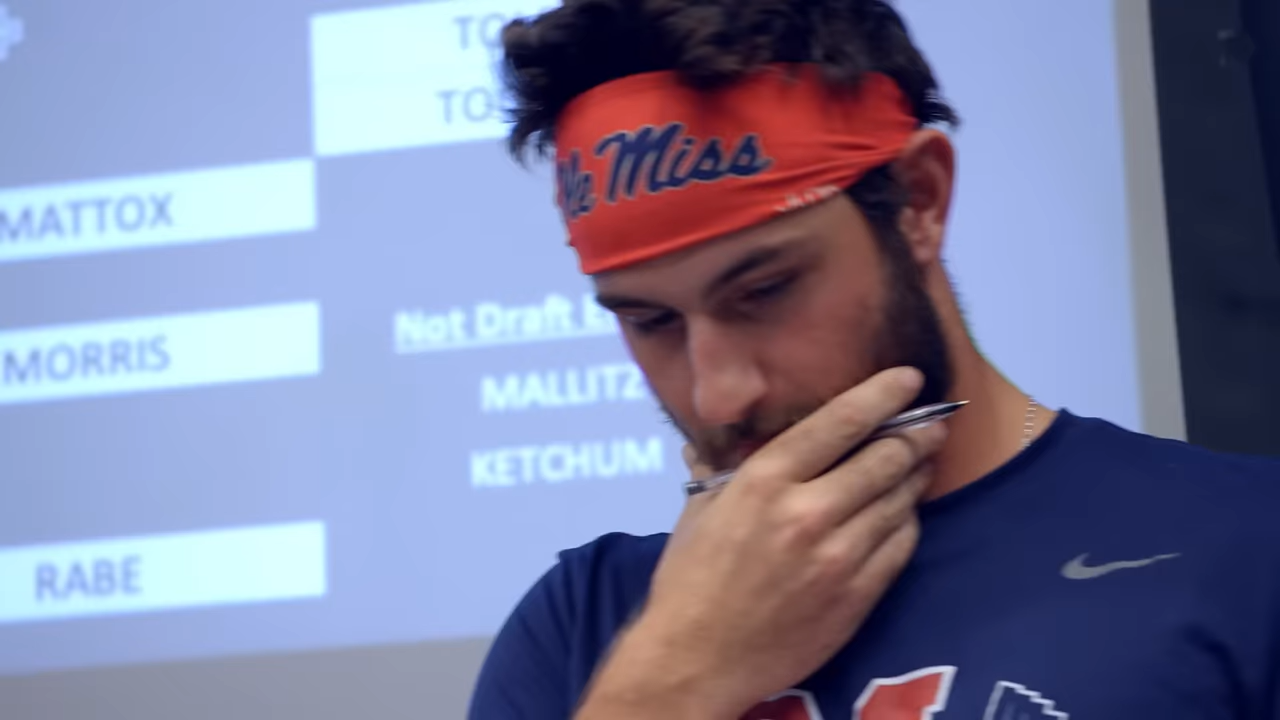 Ole Miss
MATTOX
MORRIS
Not Draft
MALLITZ
KETCHUM
RABE